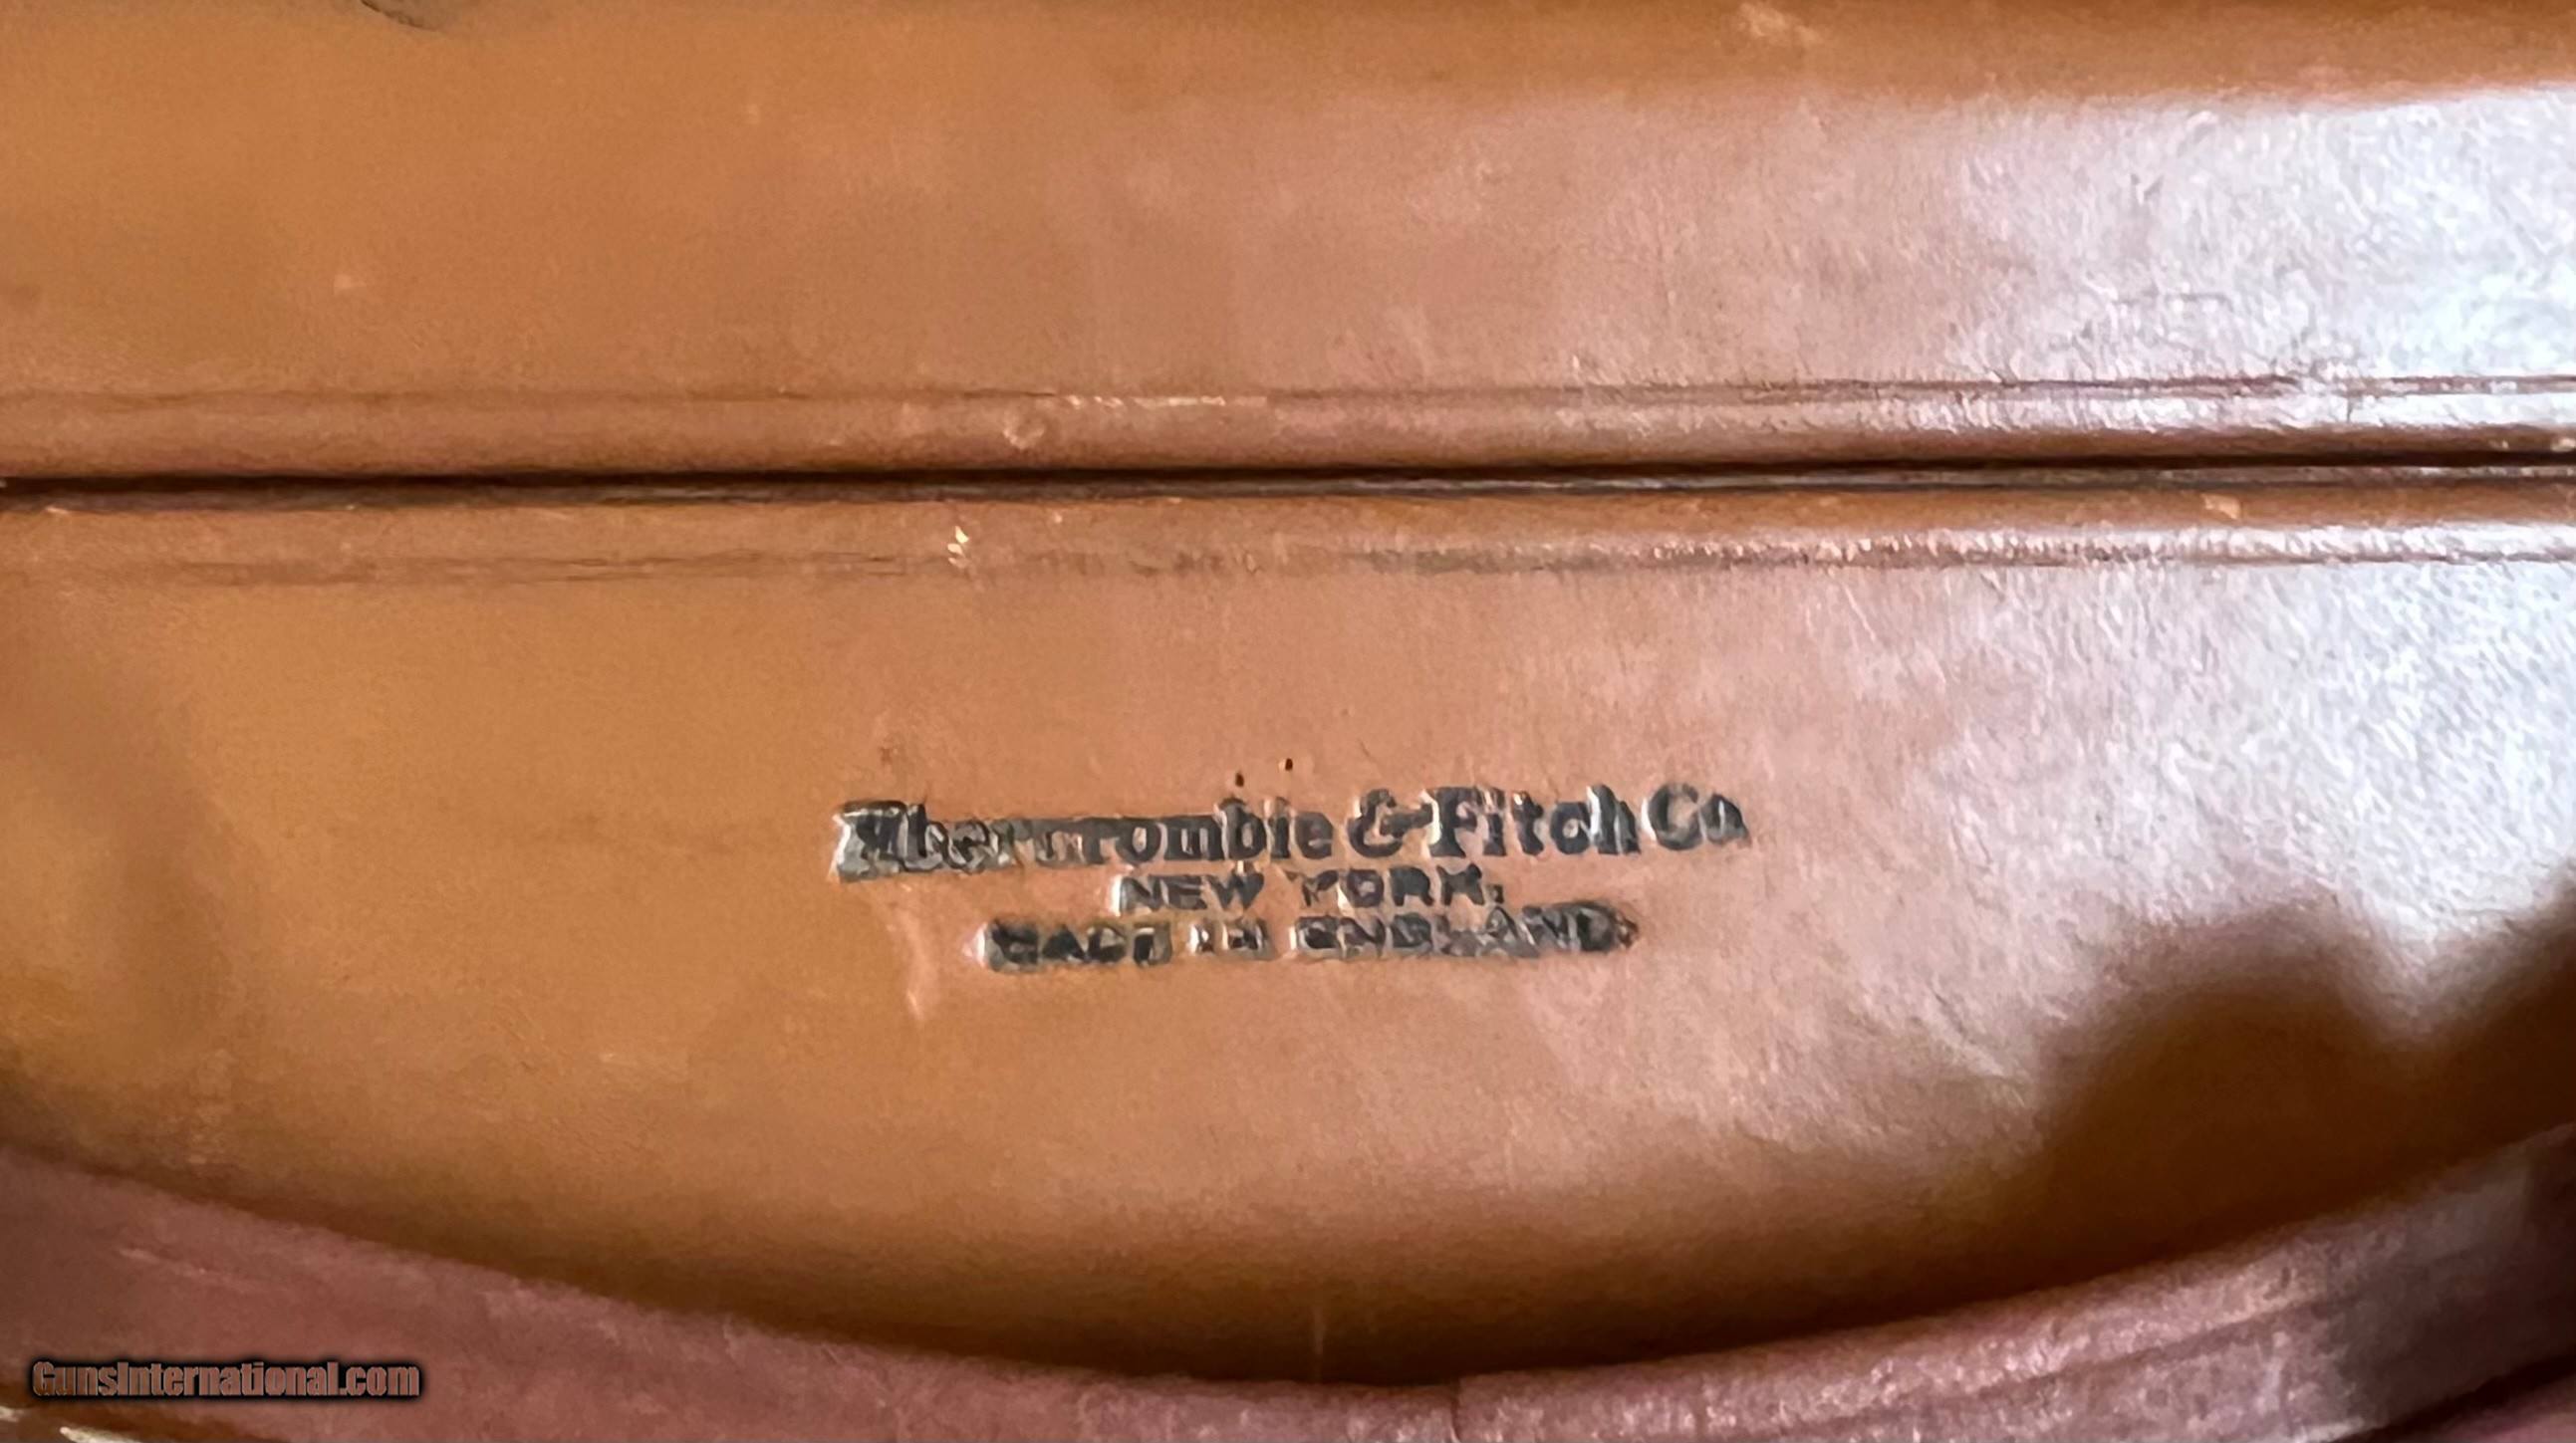 Abercrombie & Fitch Co
NEW YORK.
MADE IN ENGLAND.
GunsInternational.com